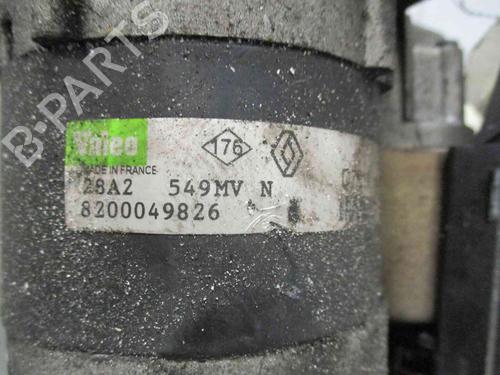 B-PARTS
Valeo
MADE IN FRANCE
176
28A2 549MV N
8200049826